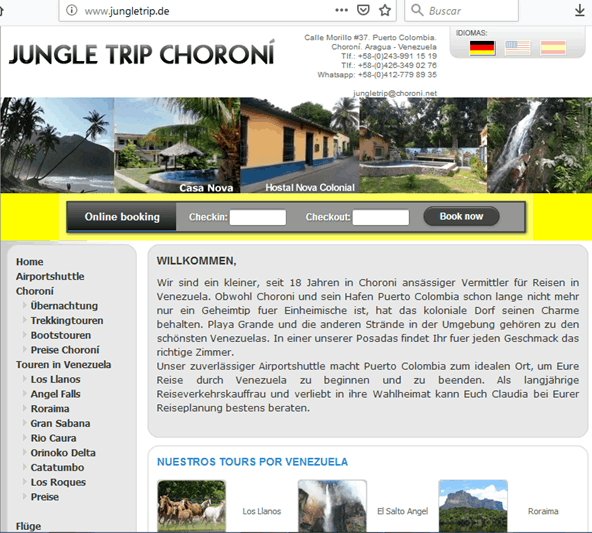 www.jungletrip.de
Buscar
JUNGLE TRIP CHORONÍ
Calle Morillo #37. Puerto Colombia.
Choroní. Aragua - Venezuela
Tlf.: +58-(0)243-991 15 19
Tlf.: +58-(0)426-349 02 76
Whatsapp: +58-(0)412-779 89 35
jungletrip@choroni.net
IDIOMAS:
Casa Nova
Hostal Nova Colonial
Online booking
Checkin:
Checkout:
Book now
Home
Airportshuttle
Choroní
Übernachtung
Trekkingtouren
Bootstouren
Preise Choroní
Touren in Venezuela
Los Llanos
Angel Falls
Roraima
Gran Sabana
Rio Caura
Orinoko Delta
Catatumbo
Los Roques
Preise
Flüge
WILLKOMMEN,
Wir sind ein kleiner, seit 18 Jahren in Choroni ansässiger Vermittler für Reisen in
Venezuela. Obwohl Choroni und sein Hafen Puerto Colombia schon lange nicht mehr
nur ein Geheimtip fuer Einheimische ist, hat das koloniale Dorf seinen Charme
behalten. Playa Grande und die anderen Strände in der Umgebung gehören zu den
schönsten Venezuelas. In einer unserer Posadas findet Ihr fuer jeden Geschmack das
richtige Zimmer.
Unser zuverlässiger Airportshuttle macht Puerto Colombia zum idealen Ort, um Eure
Reise durch Venezuela zu beginnen und zu beenden. Als langjährige
Reiseverkehrskauffrau und verliebt in ihre Wahlheimat kann Euch Claudia bei Eurer
Reiseplanung bestens beraten.
NUESTROS TOURS POR VENEZUELA
Los Llanos
El Salto Angel
Roraima